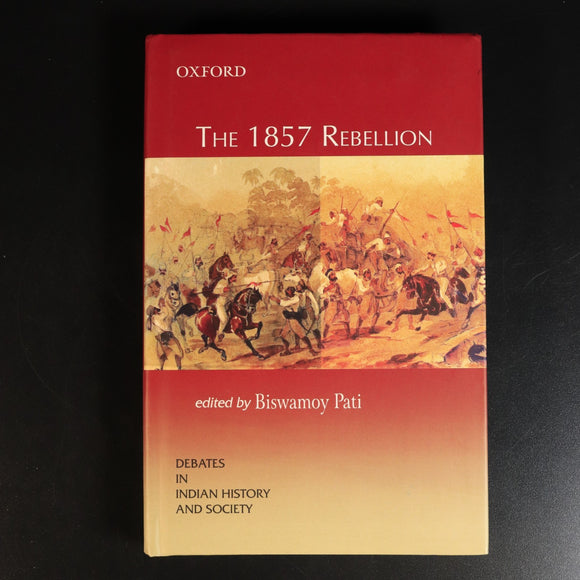 OXFORD
THE 1857 REBELLION
edited by Biswamoy Pati
DEBATES
IN
INDIAN HISTORY
AND SOCIETY